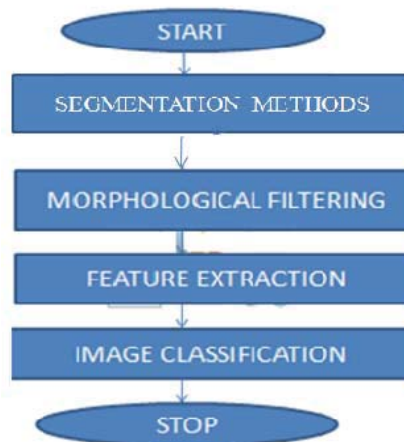 START
SEGMENTATION METHODS
MORPHOLOGICAL FILTERING
FEATURE EXTRACTION
IMAGE CLASSIFICATION
STOP